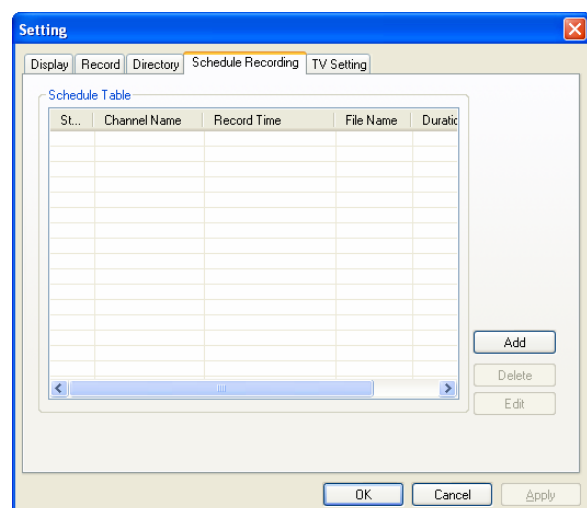 Setting
Display Record Directory Schedule Recording TV Setting
Schedule Table
St... Channel Name Record Time File Name Duratic
Add
Delete
Edit
OK Cancel Apply